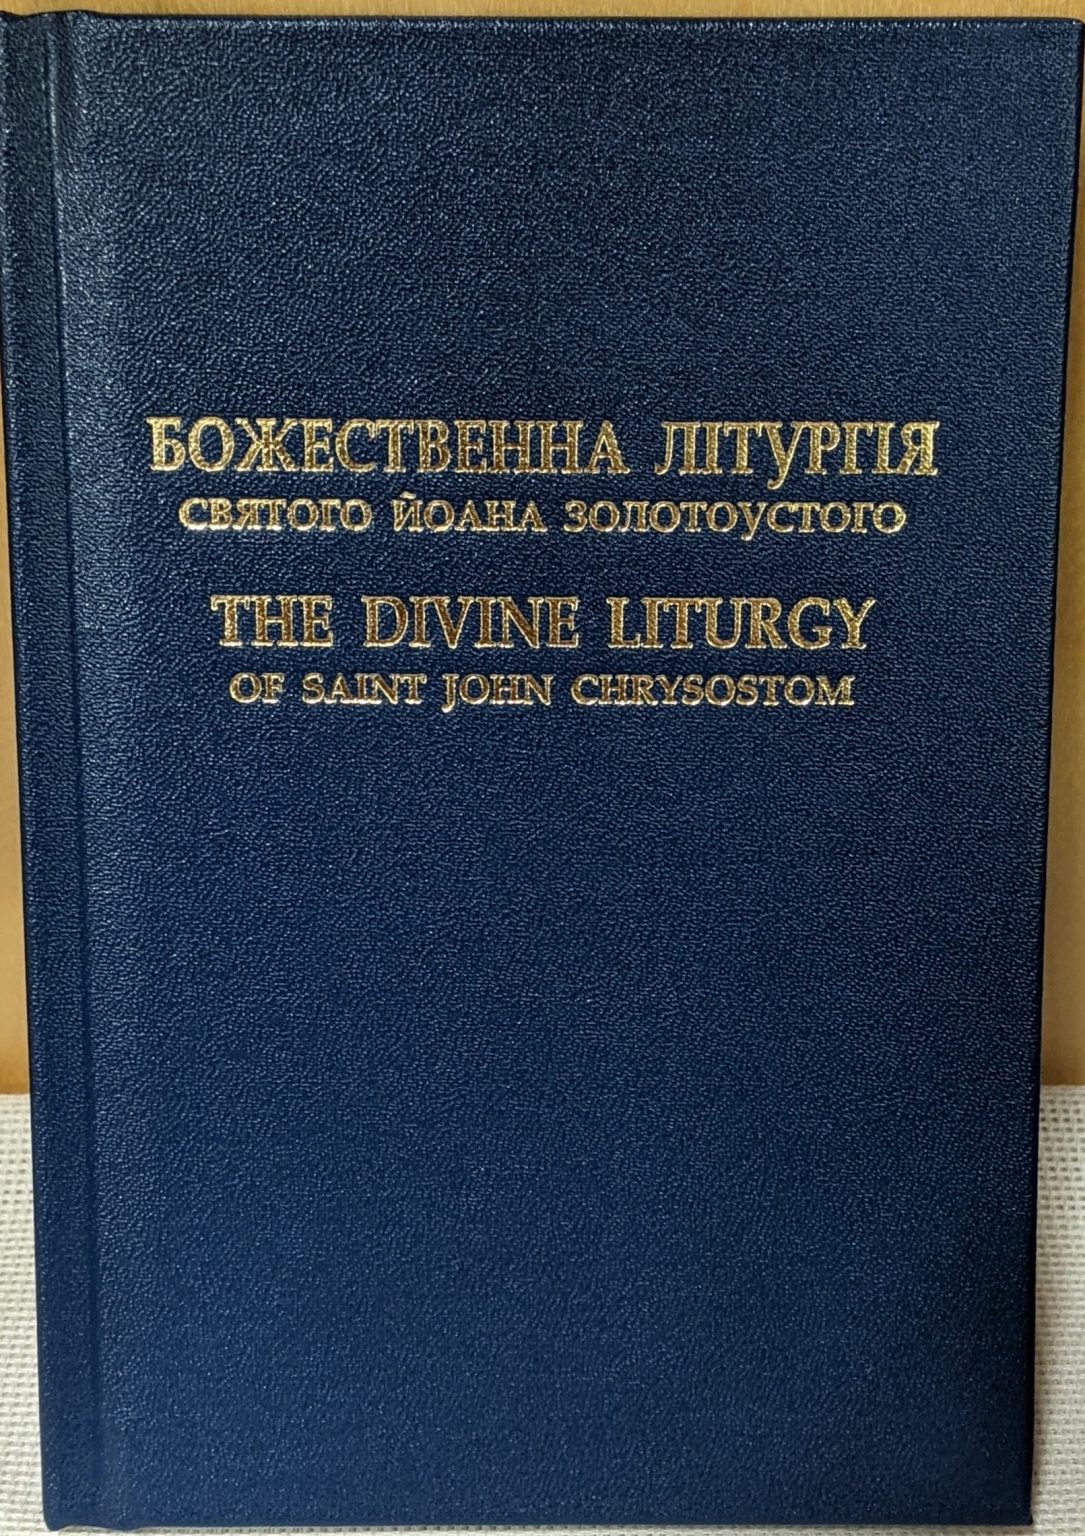 БОЖЕСТВЕННА ЛІТУРГІЯ
СВЯТОГО ЙОАНА ЗОЛОТОУСТОГО
THE DIVINE LITURGY
OF SAINT JOHN CHRYSOSTOM